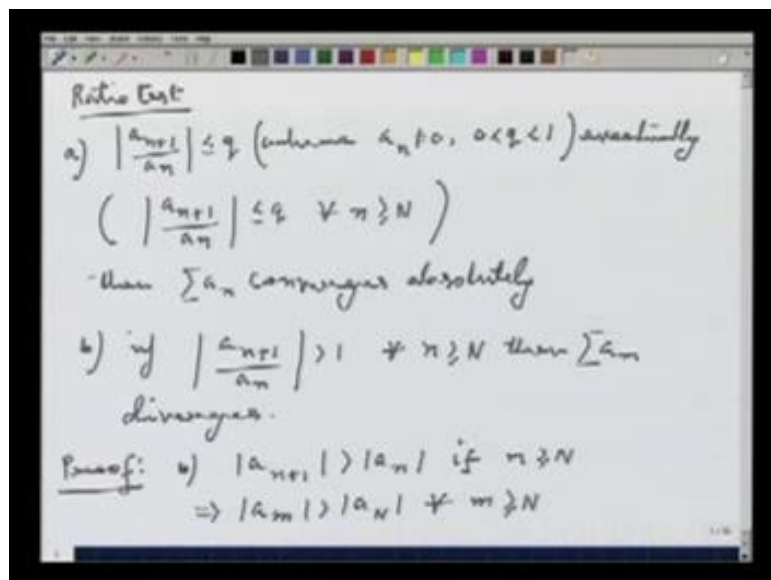 Ratio test
a) |a_{n+1}/a_n| ≤ q (where a_n ≠ 0, 0<q<1) eventually
( |a_{n+1}/a_n| ≤ q ∀ n ≥ N )
then ∑a_n converges absolutely
b) if |a_{n+1}/a_n| > 1 ∀ n ≥ N then ∑a_n
diverges.
Proof: b) |a_{n+1}| > |a_n| if n ≥ N
⇒ |a_m| > |a_N| ∀ m ≥ N